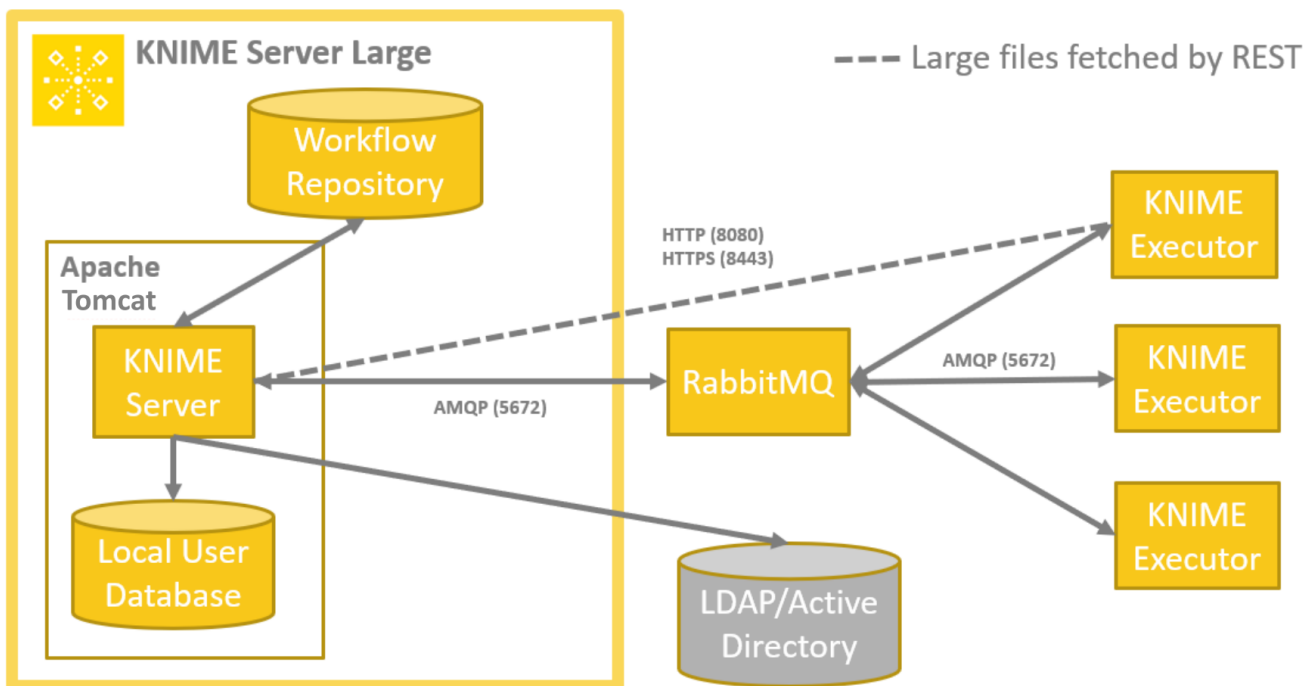 KNIME Server Large
Large files fetched by REST
Workflow
Repository
Apache
Tomcat
KNIME
Server
Local User
Database
HTTP (8080)
HTTPS (8443)
AMQP (5672)
RabbitMQ
AMQP (5672)
LDAP/Active
Directory
KNIME
Executor
KNIME
Executor
KNIME
Executor